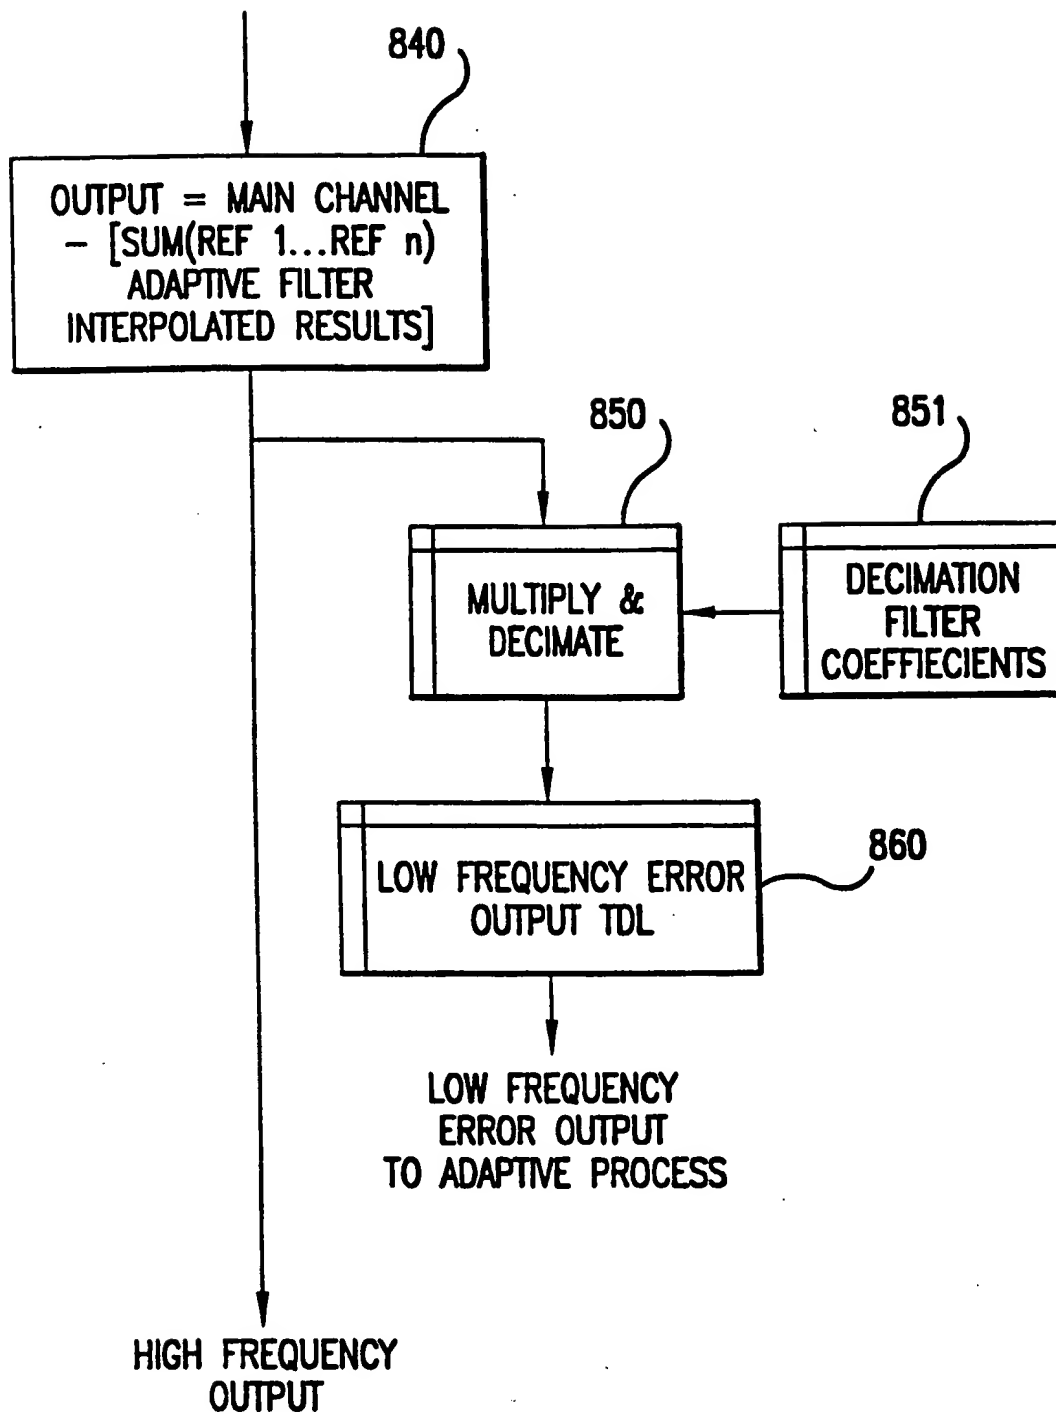 840
OUTPUT = MAIN CHANNEL
- [SUM(REF 1...REF n)
ADAPTIVE FILTER
INTERPOLATED RESULTS]
850
851
MULTIPLY &
DECIMATE
DECIMATION
FILTER
COEFFIECIENTS
LOW FREQUENCY ERROR
OUTPUT TDL
860
LOW FREQUENCY
ERROR OUTPUT
TO ADAPTIVE PROCESS
HIGH FREQUENCY
OUTPUT